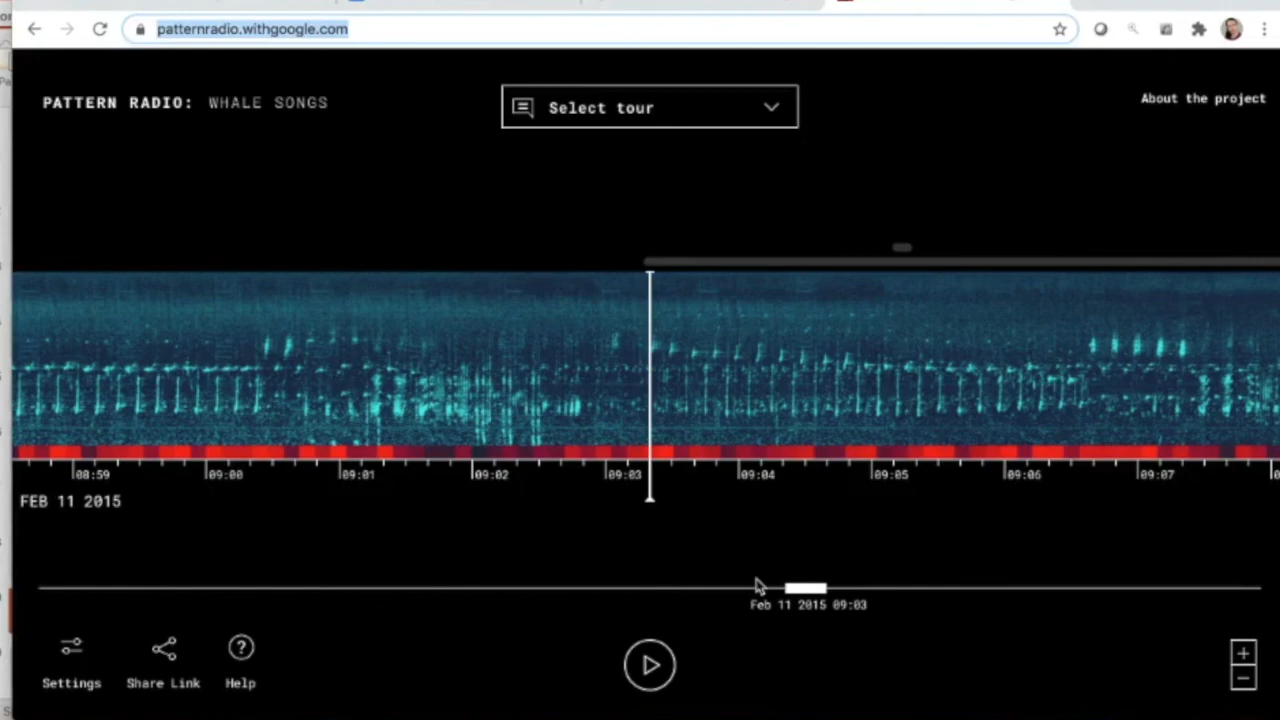 patternradio.withgoogle.com
PATTERN RADIO: WHALE SONGS
Select tour
About the project
08:59
09:00
09:01
09:02
09:03
09:04
09:05
09:06
09:07
FEB 11 2015
Feb 11 2015 09:03
Settings
Share Link
Help